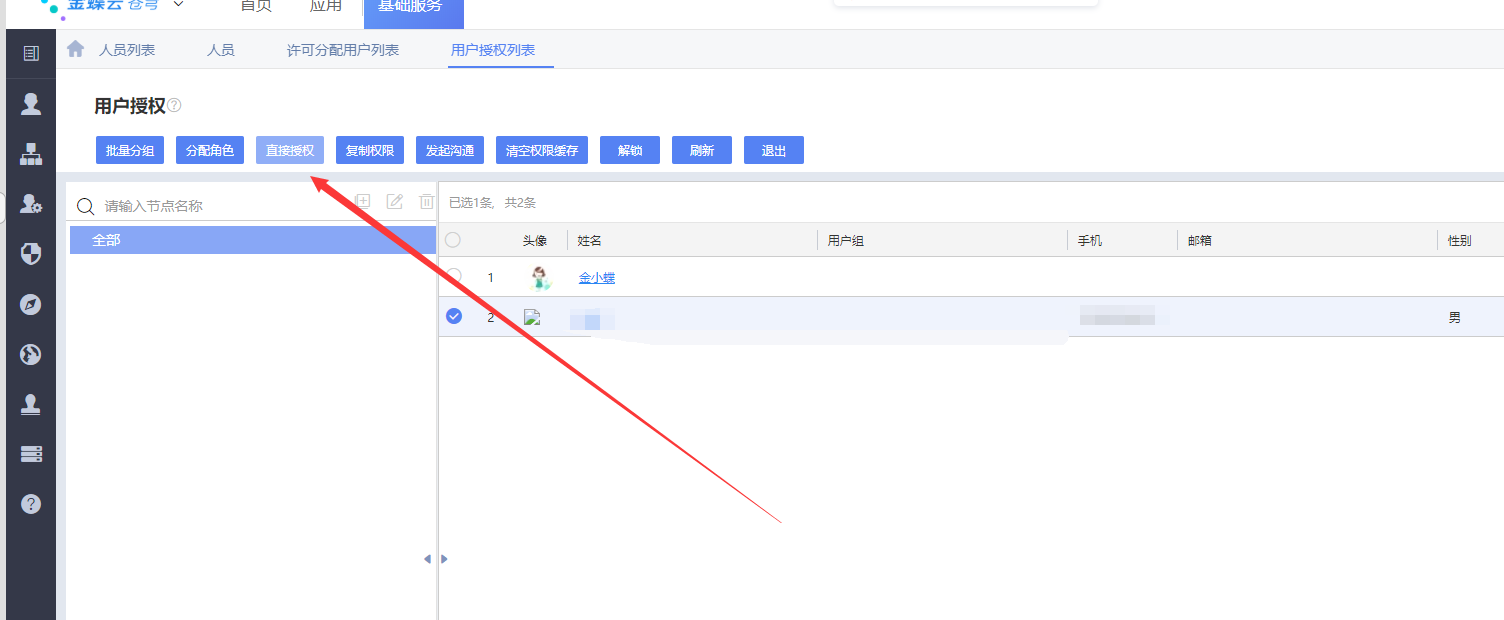 金蝶云 苍穹 首页 应用 基础服务
人员列表 人员 许可分配用户列表 用户授权列表
用户授权
批量分组 分配角色 直接授权 复制权限 发起沟通 清空权限缓存 解锁 刷新 退出
请输入节点名称
全部
已选1条, 共2条
头像 姓名 用户组 手机 邮箱 性别
1 金小蝶
2 男